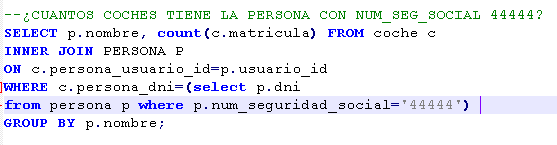 --¿CUANTOS COCHES TIENE LA PERSONA CON NUM_SEG_SOCIAL 44444?
SELECT p.nombre, count(c.matricula) FROM coche c
INNER JOIN PERSONA P
ON c.persona_usuario_id=p.usuario_id
WHERE c.persona_dni=(select p.dni
from persona p where p.num_seguridad_social='44444')
GROUP BY p.nombre;